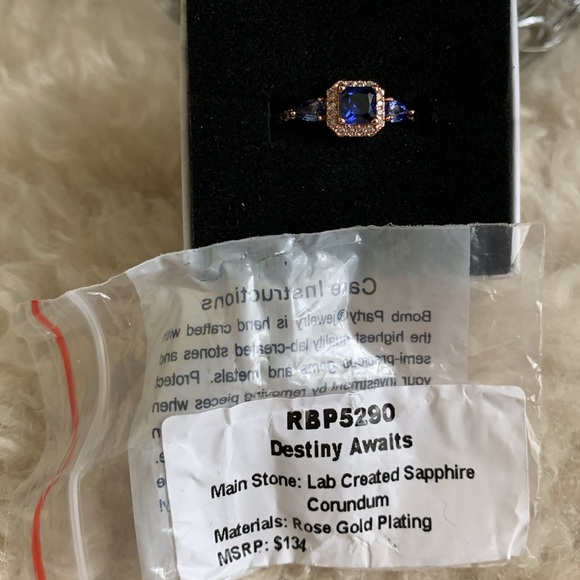 Care Instructions
Bomb Party® jewelry is hand crafted with
the highest quality lab-created stones and
semi-precious gems and metals. Protect
your investment by removing pieces when
RBP5290
Destiny Awaits
Main Stone: Lab Created Sapphire
Corundum
Materials: Rose Gold Plating
MSRP: $134